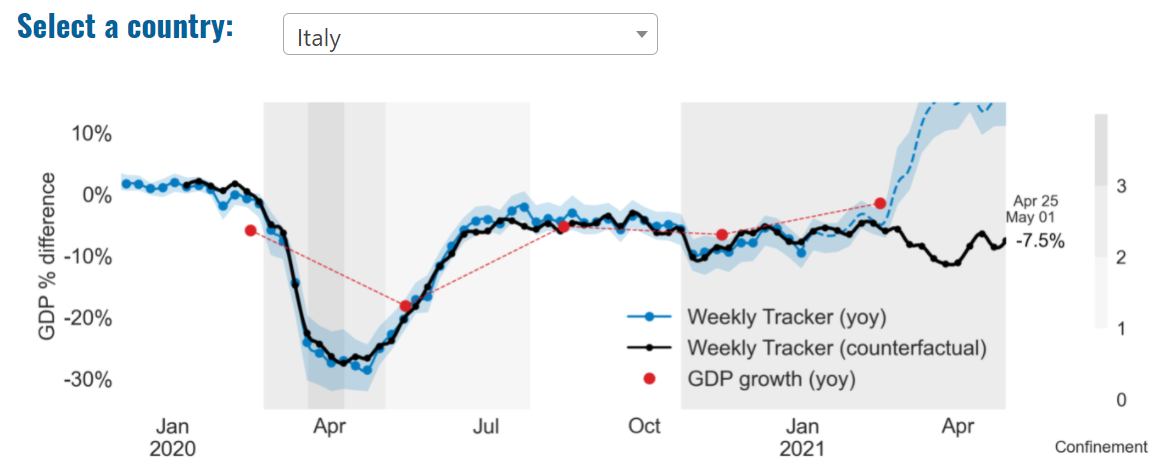 Select a country:
Italy
GDP % difference
10%
0%
-10%
-20%
-30%
Jan
2020
Apr
Jul
Oct
Jan
2021
Apr
Weekly Tracker (yoy)
Weekly Tracker (counterfactual)
GDP growth (yoy)
Apr 25
May 01
-7.5%
3
2
1
0
Confinement